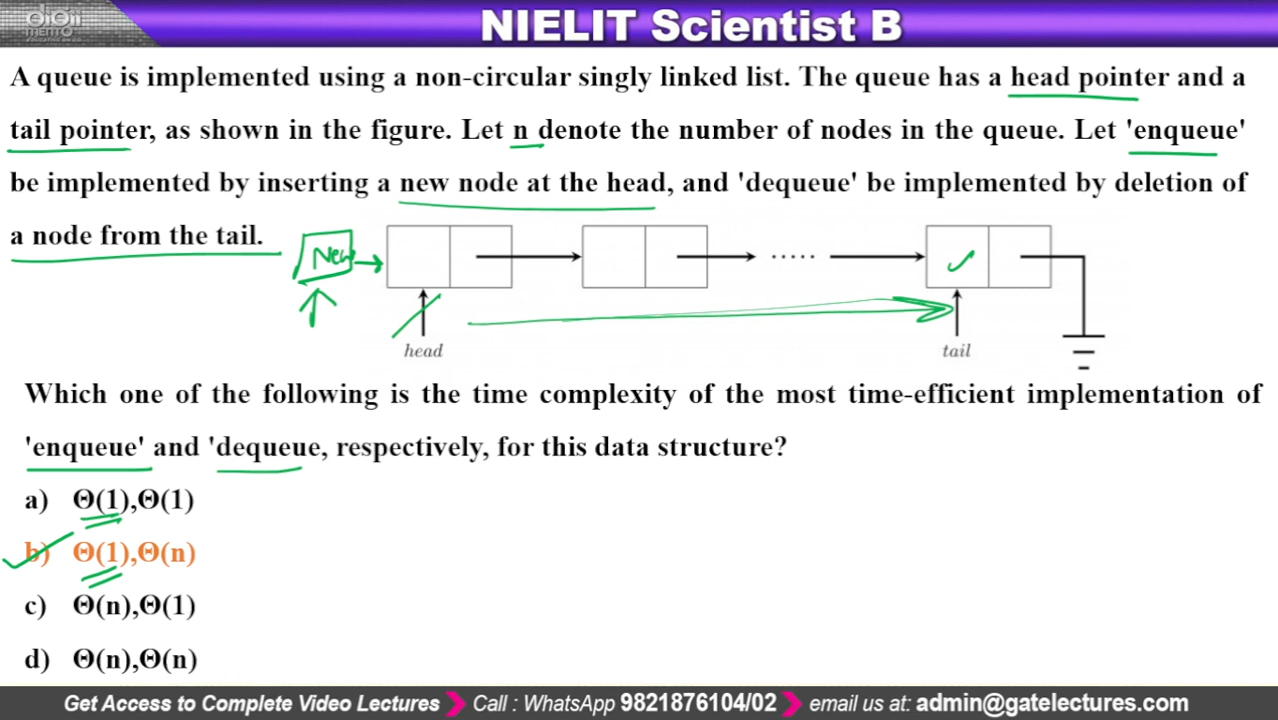 digii
mento
NIELIT Scientist B
A queue is implemented using a non-circular singly linked list. The queue has a head pointer and a
tail pointer, as shown in the figure. Let n denote the number of nodes in the queue. Let 'enqueue'
be implemented by inserting a new node at the head, and 'dequeue' be implemented by deletion of
a node from the tail.
New
.....
head
tail
Which one of the following is the time complexity of the most time-efficient implementation of
'enqueue' and 'dequeue, respectively, for this data structure?
a) Θ(1),Θ(1)
b) Θ(1),Θ(n)
c) Θ(n),Θ(1)
d) Θ(n),Θ(n)
Get Access to Complete Video Lectures Call : WhatsApp 9821876104/02 email us at: admin@gatelectures.com